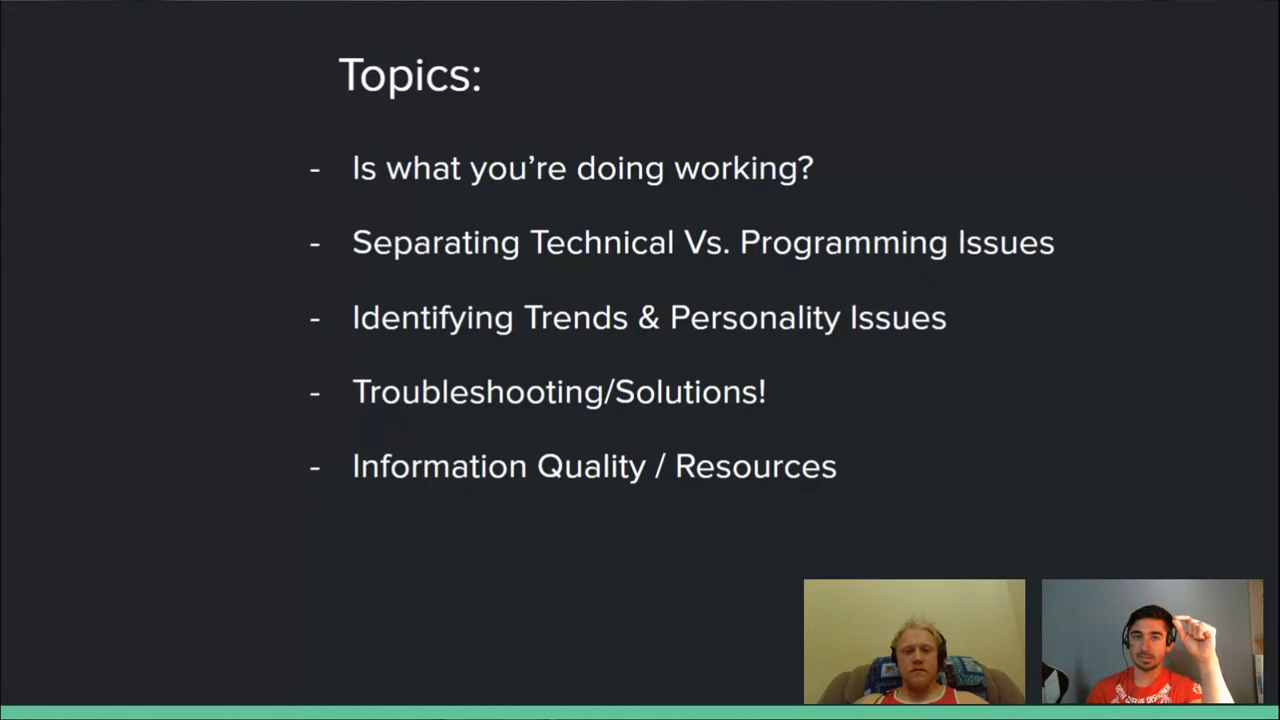 Topics:
- Is what you’re doing working?
- Separating Technical Vs. Programming Issues
- Identifying Trends & Personality Issues
- Troubleshooting/Solutions!
- Information Quality / Resources